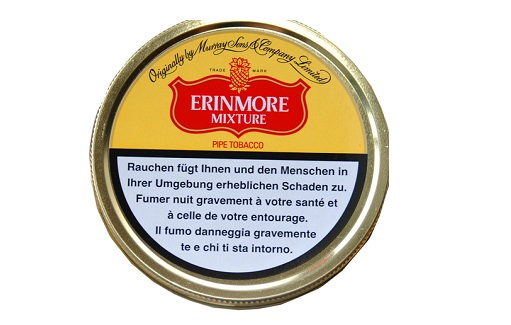 Originally by Murray Sons & Company Limited
TRADE MARK
ERINMORE
MIXTURE
PIPE TOBACCO
Rauchen fügt Ihnen und den Menschen in
Ihrer Umgebung erheblichen Schaden zu.
Fumer nuit gravement à votre santé et
à celle de votre entourage.
Il fumo danneggia gravemente
te e chi ti sta intorno.